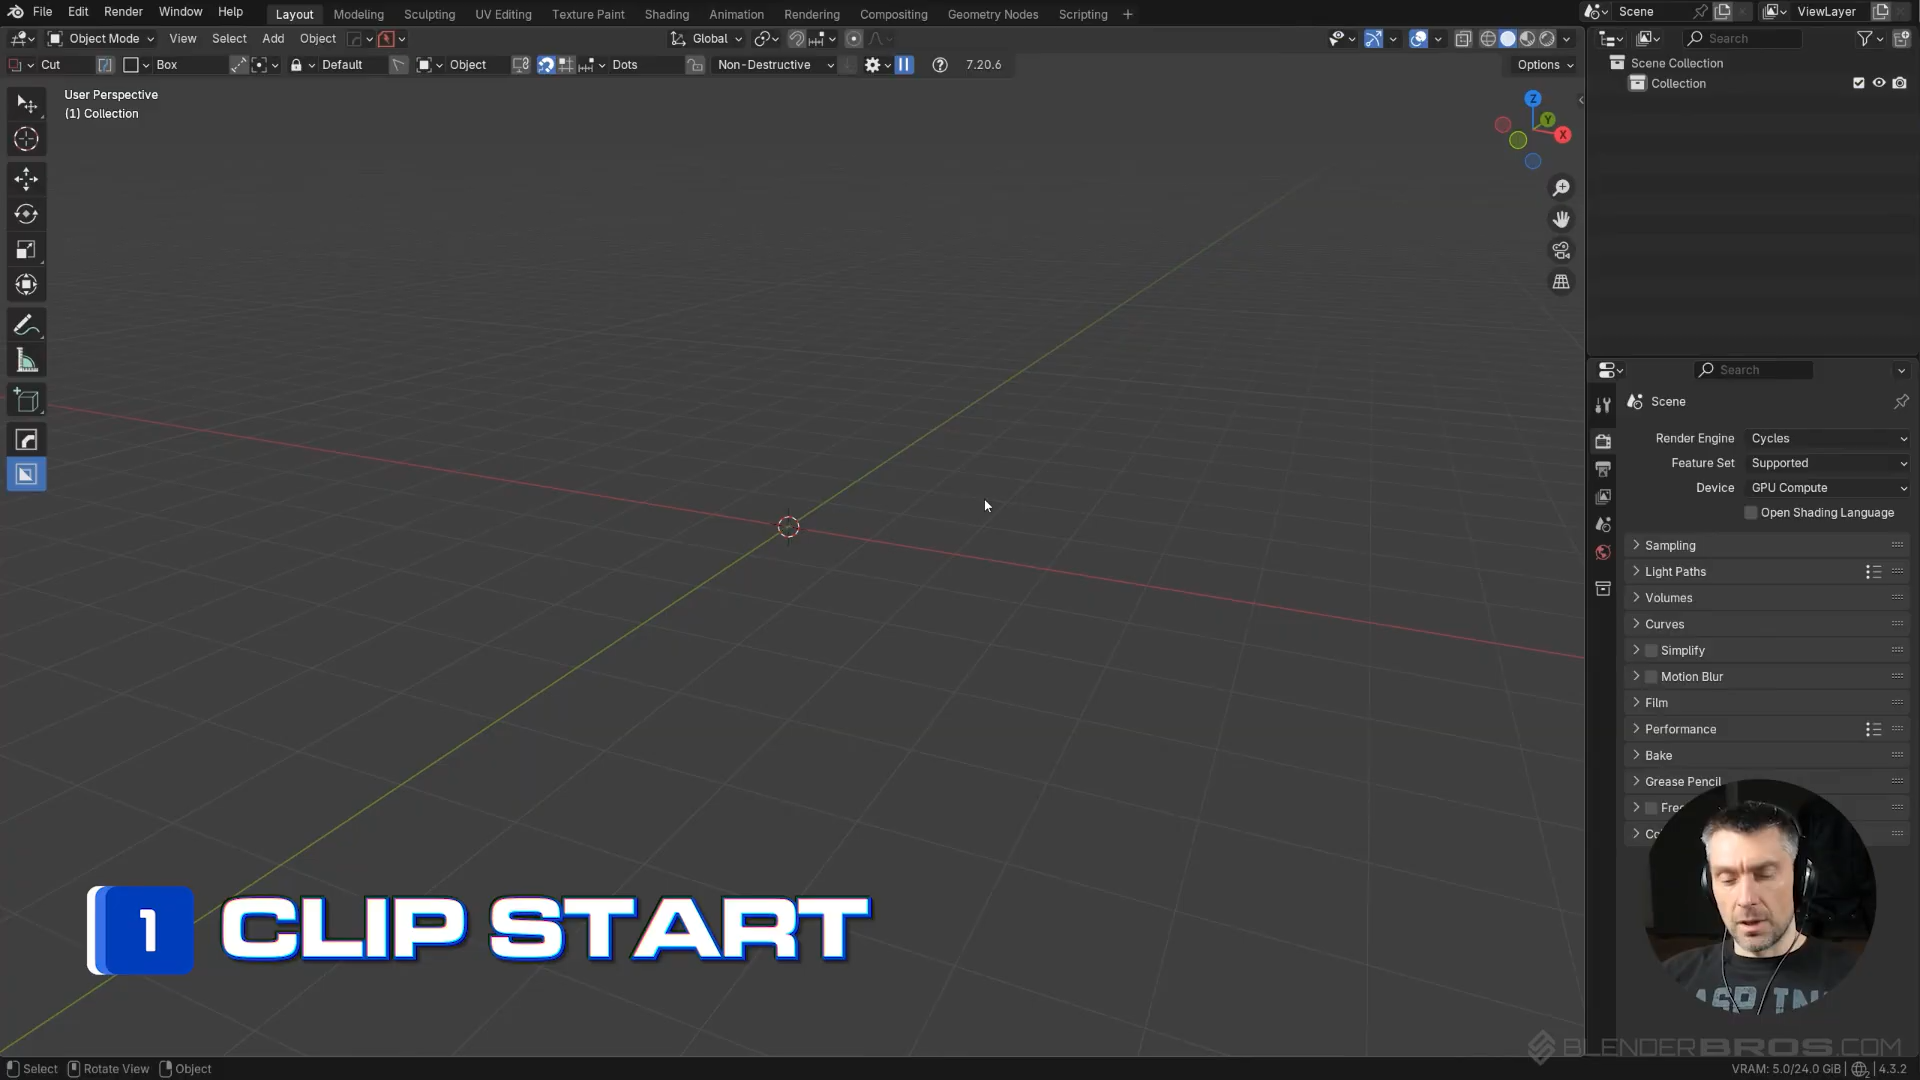 File Edit Render Window Help Layout Modeling Sculpting UV Editing Texture Paint Shading Animation Rendering Compositing Geometry Nodes Scripting + Scene ViewLayer
Object Mode View Select Add Object Global Search
Cut Box Default Object Dots Non-Destructive 7.20.6 Options
User Perspective
(1) Collection
Z
Y
X
Scene Collection
Collection
Search
Scene
Render Engine Cycles
Feature Set Supported
Device GPU Compute
Open Shading Language
Sampling
Light Paths
Volumes
Curves
Simplify
Motion Blur
Film
Performance
Bake
Grease Pencil
1 CLIP START
BLENDERBROS.COM
Select Rotate View Object VRAM: 5.0/24.0 GiB 4.3.2